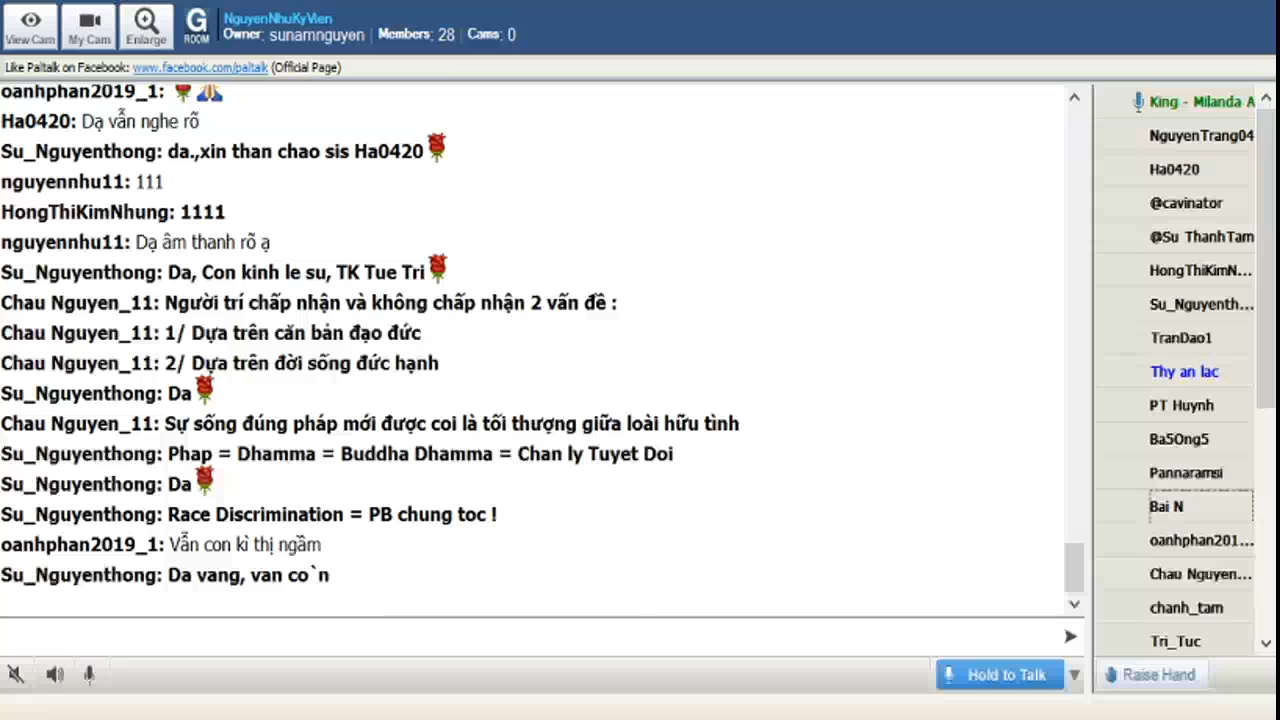 View Cam
My Cam
Enlarge
G
ROOM
NguyenNhuKyVien
Owner: sunamnguyen | Members: 28 | Cams: 0
Like Paltalk on Facebook: www.facebook.com/paltalk (Official Page)
oanhphan2019_1:
Ha0420: Dạ vẫn nghe rõ
Su_Nguyenthong: da.,xin than chao sis Ha0420
nguyennhu11: 111
HongThiKimNhung: 1111
nguyennhu11: Dạ âm thanh rõ ạ
Su_Nguyenthong: Da, Con kinh le su, TK Tue Tri
Chau Nguyen_11: Người trí chấp nhận và không chấp nhận 2 vấn đề :
Chau Nguyen_11: 1/ Dựa trên căn bản đạo đức
Chau Nguyen_11: 2/ Dựa trên đời sống đức hạnh
Su_Nguyenthong: Da
Chau Nguyen_11: Sự sống đúng pháp mới được coi là tối thượng giữa loài hữu tình
Su_Nguyenthong: Phap = Dhamma = Buddha Dhamma = Chan ly Tuyet Doi
Su_Nguyenthong: Da
Su_Nguyenthong: Race Discrimination = PB chung toc !
oanhphan2019_1: Vẫn con kì thị ngầm
Su_Nguyenthong: Da vang, van co`n
King - Milanda A
NguyenTrang04
Ha0420
@cavinator
@Su ThanhTam
HongThiKimN...
Su_Nguyenth...
TranDao1
Thy an lac
PT Huynh
Ba5Ong5
Pannaramsi
Bai N
oanhphan201...
Chau Nguyen...
chanh_tam
Tri_Tuc
Hold to Talk
Raise Hand